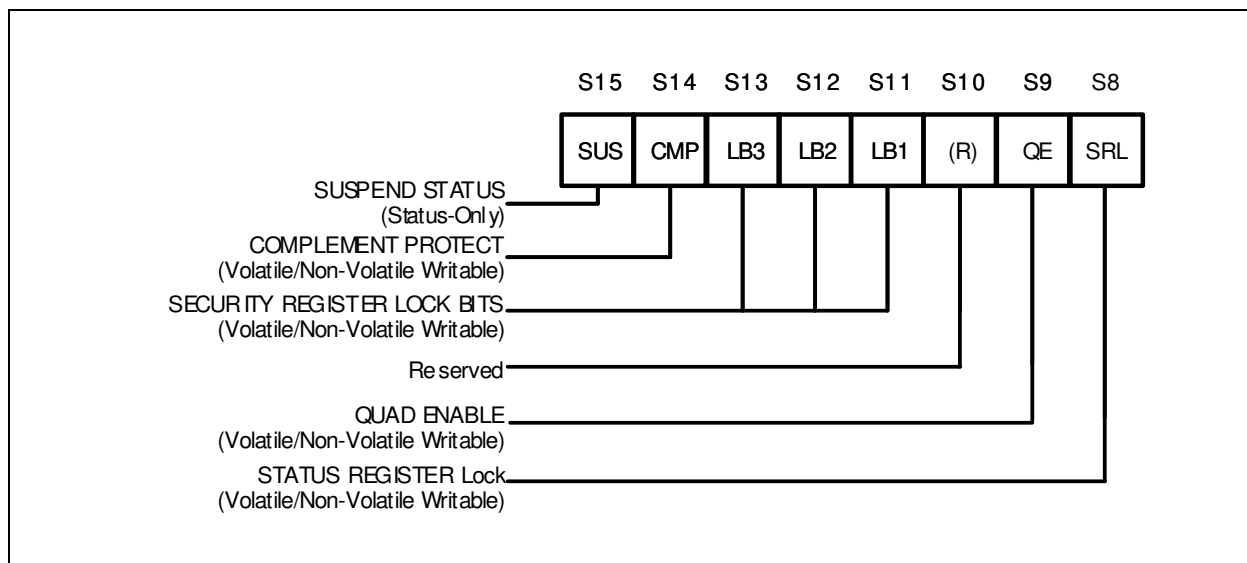 S15 S14 S13 S12 S11 S10 S9 S8
SUS CMP LB3 LB2 LB1 (R) QE SRL
SUSPEND STATUS
(Status-Only)
COMPLEMENT PROTECT
(Volatile/Non-Volatile Writable)
SECURITY REGISTER LOCK BITS
(Volatile/Non-Volatile Writable)
Reserved
QUAD ENABLE
(Volatile/Non-Volatile Writable)
STATUS REGISTER Lock
(Volatile/Non-Volatile Writable)